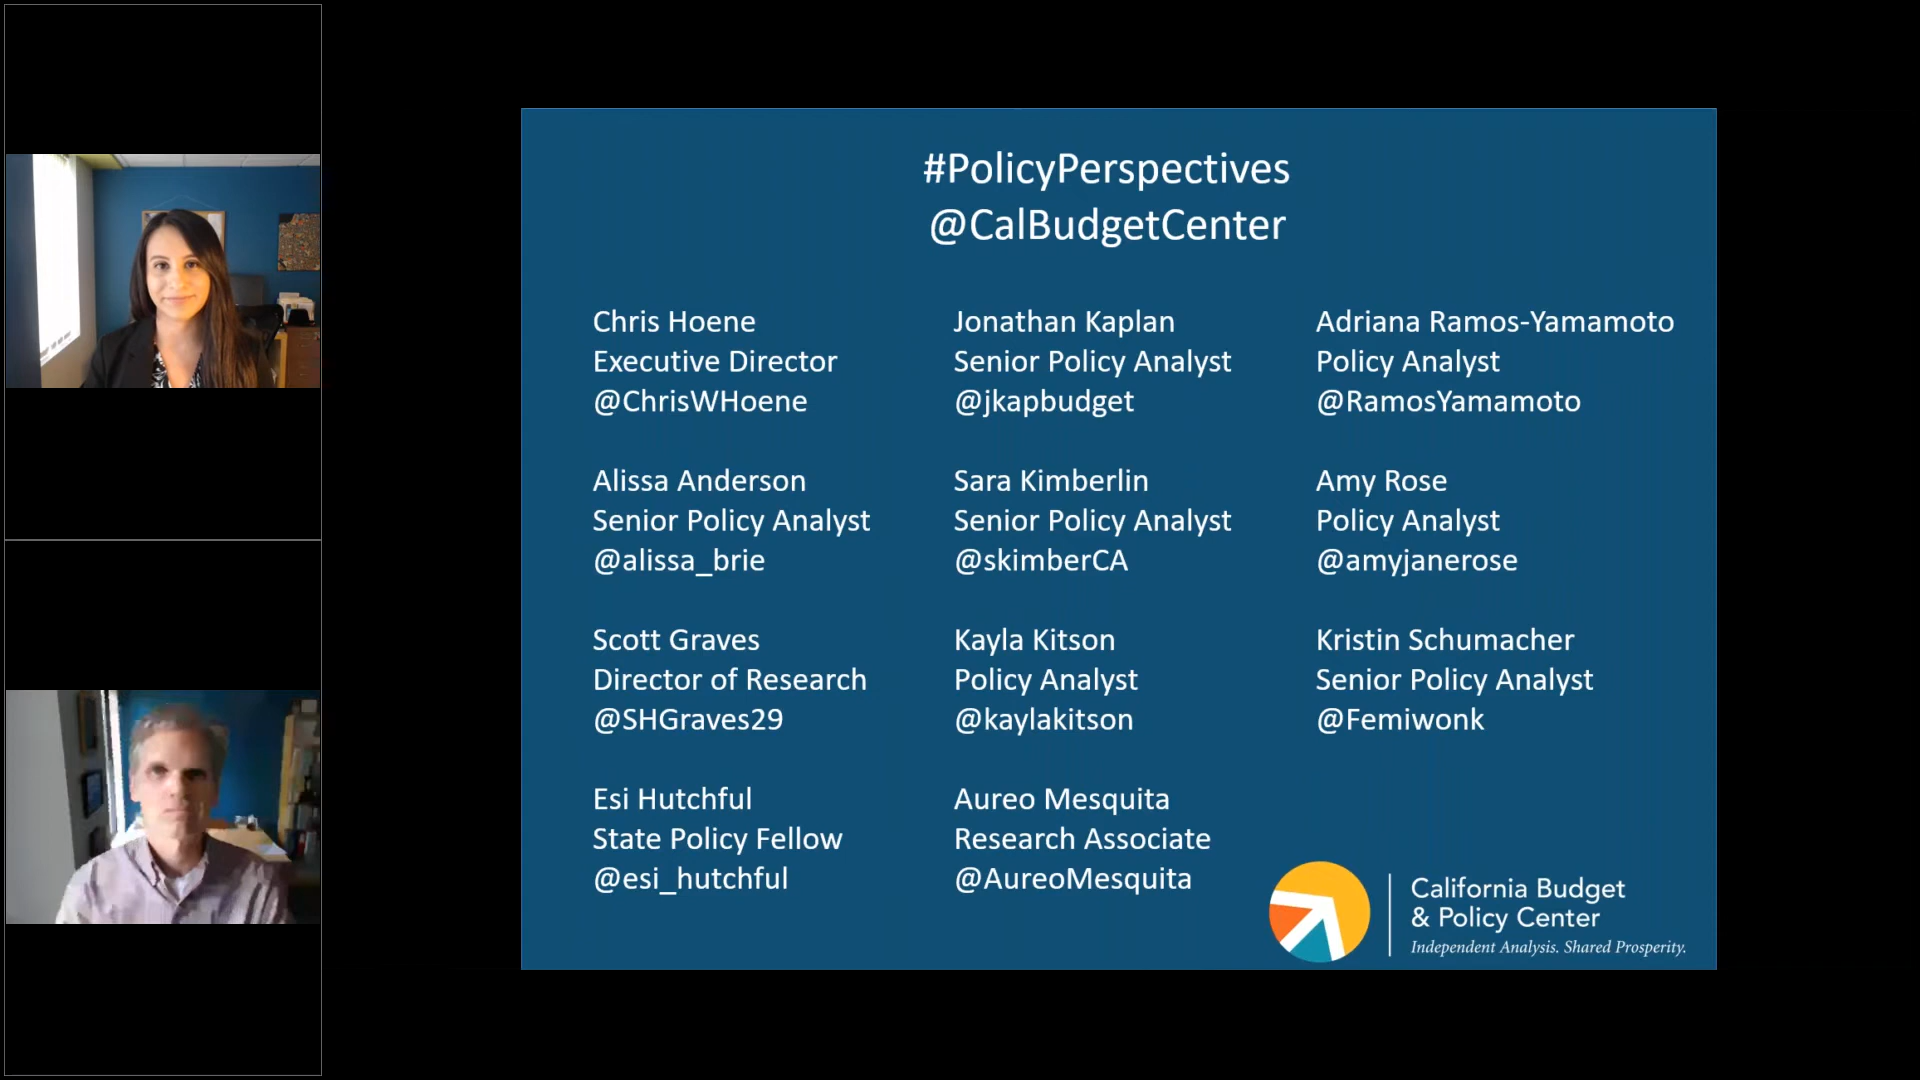 #PolicyPerspectives
@CalBudgetCenter
Chris Hoene
Executive Director
@ChrisWHoene
Jonathan Kaplan
Senior Policy Analyst
@jkapbudget
Adriana Ramos-Yamamoto
Policy Analyst
@RamosYamamoto
Alissa Anderson
Senior Policy Analyst
@alissa_brie
Sara Kimberlin
Senior Policy Analyst
@skimberCA
Amy Rose
Policy Analyst
@amyjanerose
Scott Graves
Director of Research
@SHGraves29
Kayla Kitson
Policy Analyst
@kaylakitson
Kristin Schumacher
Senior Policy Analyst
@Femiwonk
Esi Hutchful
State Policy Fellow
@esi_hutchful
Aureo Mesquita
Research Associate
@AureoMesquita
California Budget
& Policy Center
Independent Analysis. Shared Prosperity.